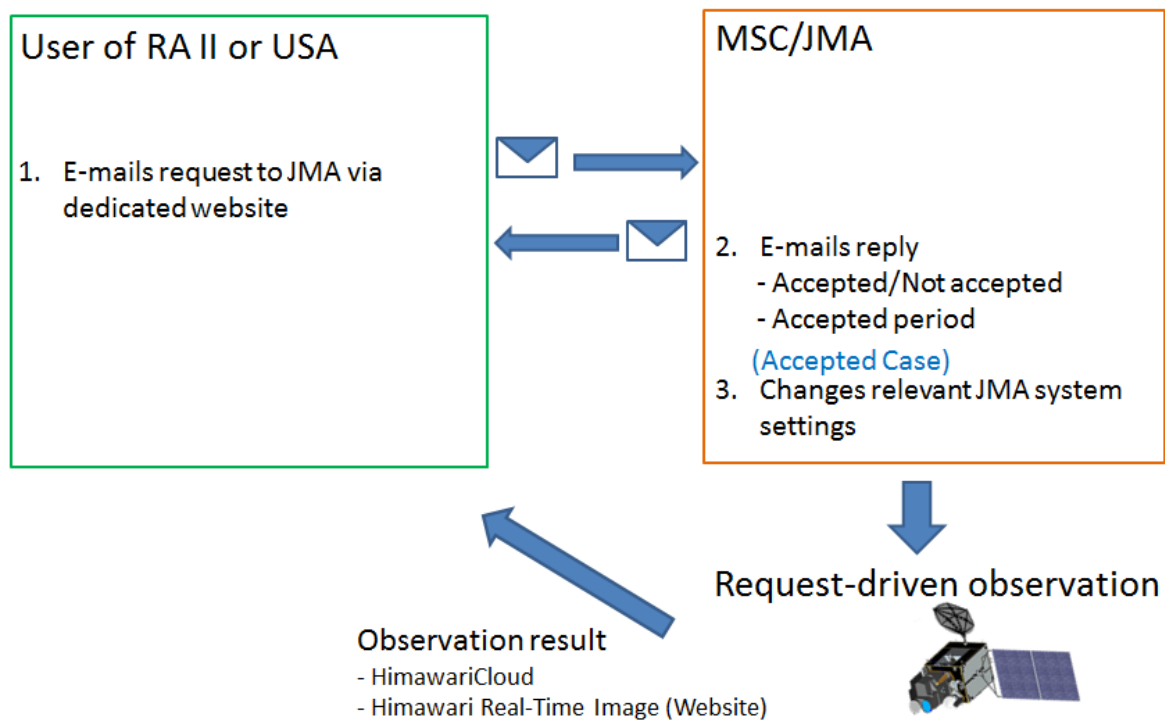 User of RA II or USA
1. E-mails request to JMA via
dedicated website
MSC/JMA
2. E-mails reply
- Accepted/Not accepted
- Accepted period
(Accepted Case)
3. Changes relevant JMA system
settings
Request-driven observation
Observation result
- HimawariCloud
- Himawari Real-Time Image (Website)